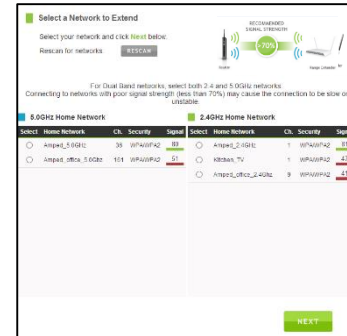 Select a Network to Extend
Select your network and click Next below.
Rescan for networks RESCAN
RECOMMENDED
SIGNAL STRENGTH
>70%
For Dual Band networks, select both 2.4 and 5.0GHz networks.
Connecting to networks with poor signal strength (less than 70%) may cause the connection to be slow or
unstable.
5.0GHz Home Network
Select Home Network Ch. Security Signal
Amped_5.0GHz 36 WPA/WPA2
Amped_office_5.0Ghz 161 WPA/WPA2 51
2.4GHz Home Network
Select Home Network Ch. Security Sign
Amped_2.4GHz 1 WPA/WPA2
Kitchen_TV 1 WPA/WPA2
Amped_office_2.4Ghz 9 WPA/WPA2
NEXT